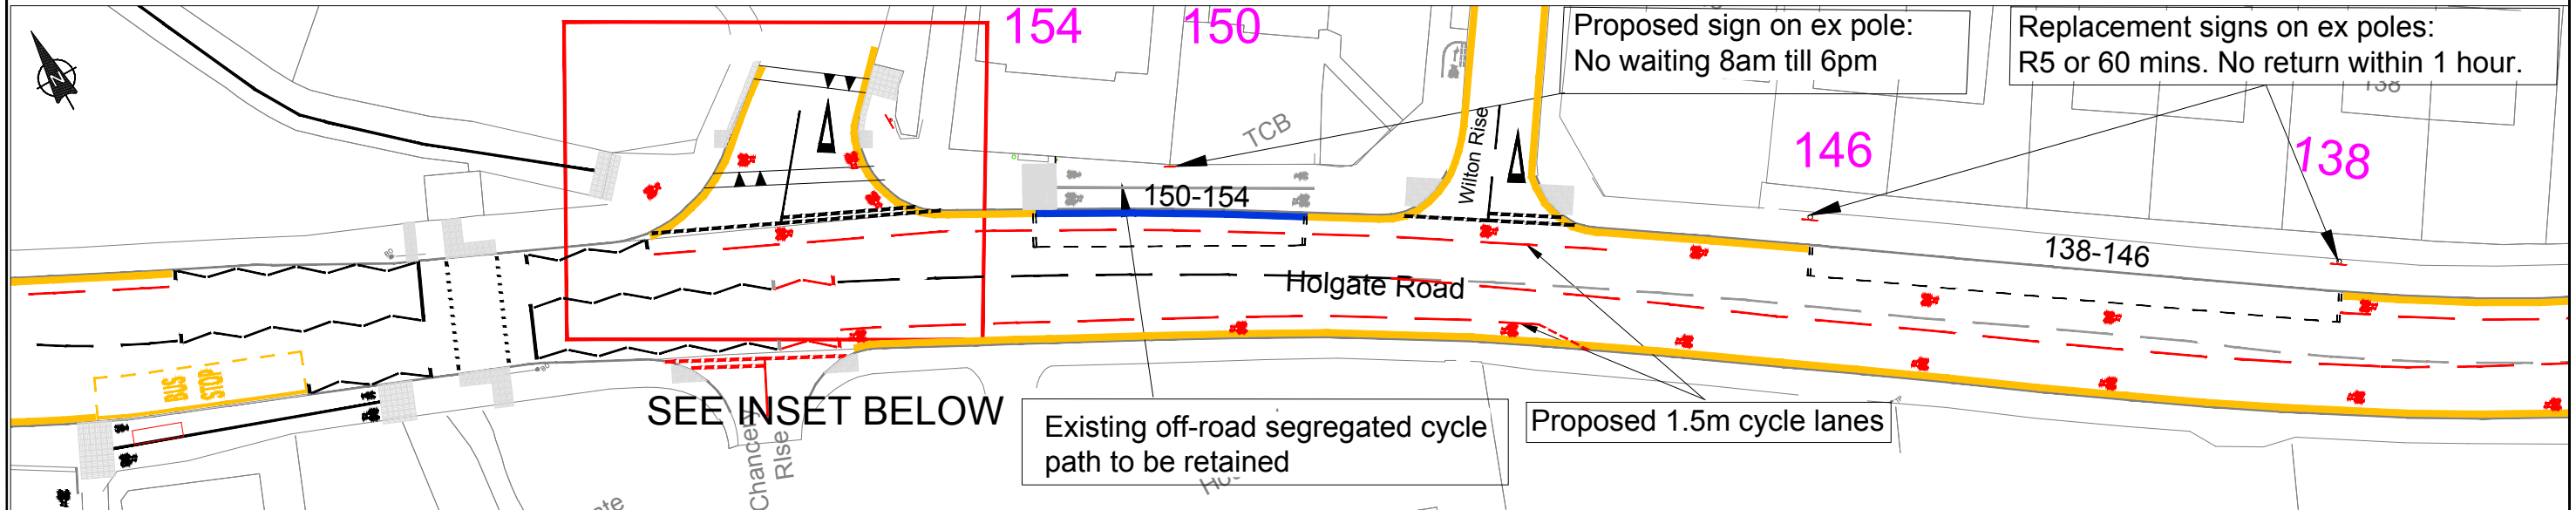 154
150
Proposed sign on ex pole:
No waiting 8am till 6pm
Replacement signs on ex poles:
R5 or 60 mins. No return within 1 hour.
138
N
TCB
Wilton Rise
146
138
150-154
138-146
Holgate Road
BUS
STOP
SEE INSET BELOW
Chancery
RIse
Existing off-road segregated cycle
path to be retained
Proposed 1.5m cycle lanes